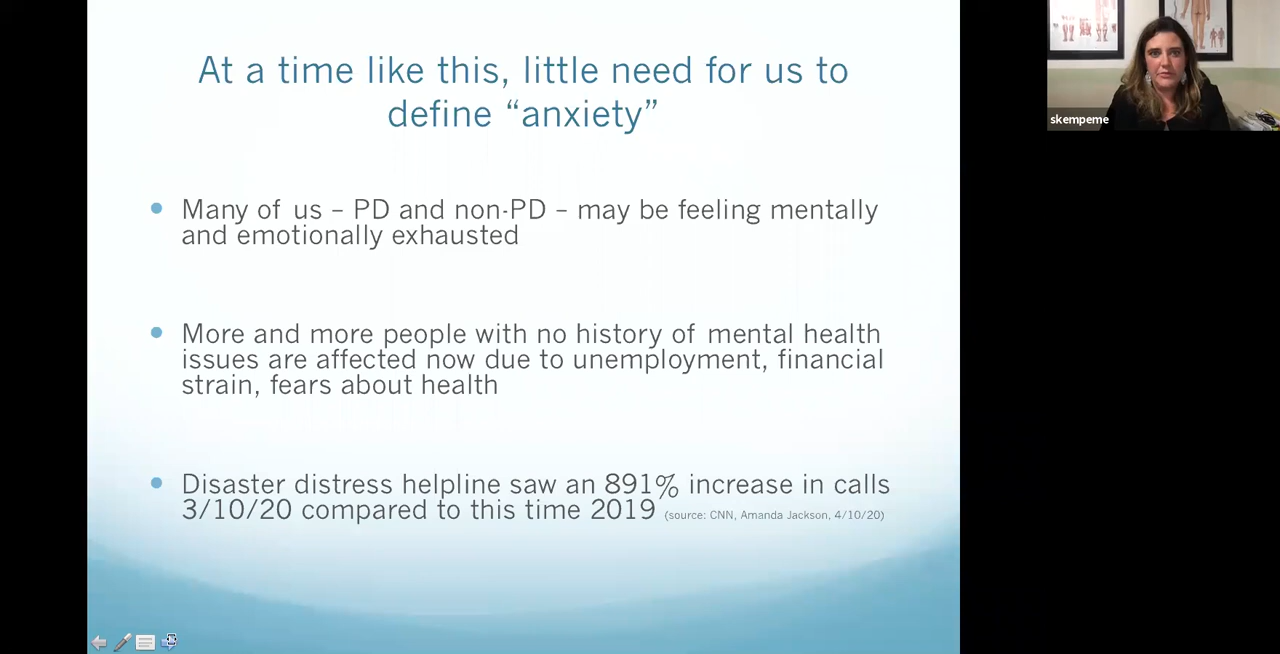 At a time like this, little need for us to
define “anxiety”
Many of us – PD and non-PD – may be feeling mentally
and emotionally exhausted
More and more people with no history of mental health
issues are affected now due to unemployment, financial
strain, fears about health
Disaster distress helpline saw an 891% increase in calls
3/10/20 compared to this time 2019 (source: CNN, Amanda Jackson, 4/10/20)
skempeme